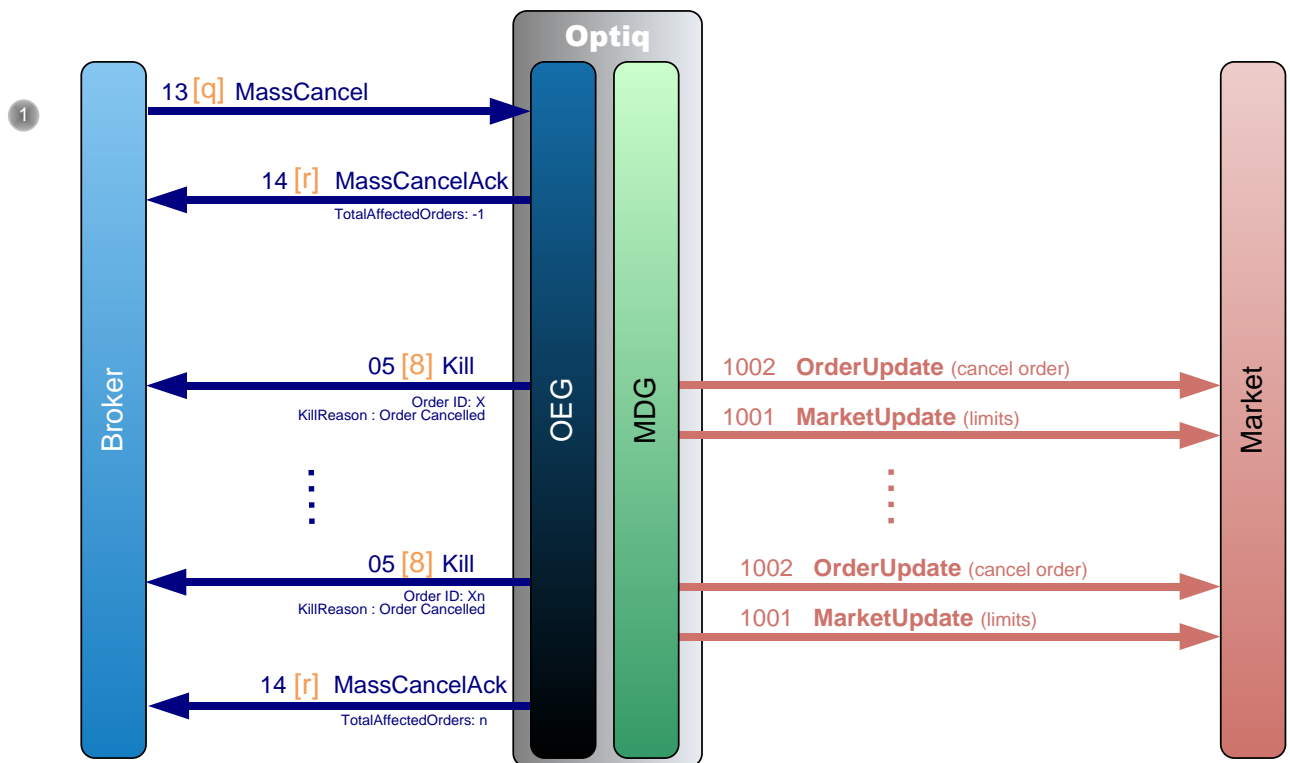 Optiq
13 [q] MassCancel
1
14 [r] MassCancelAck
TotalAffectedOrders: -1
05 [8] Kill
1002 OrderUpdate (cancel order)
Order ID: X
KillReason : Order Cancelled
1001 MarketUpdate (limits)
Broker
OEG
MDG
Market
05 [8] Kill
1002 OrderUpdate (cancel order)
Order ID: Xn
KillReason : Order Cancelled
1001 MarketUpdate (limits)
14 [r] MassCancelAck
TotalAffectedOrders: n